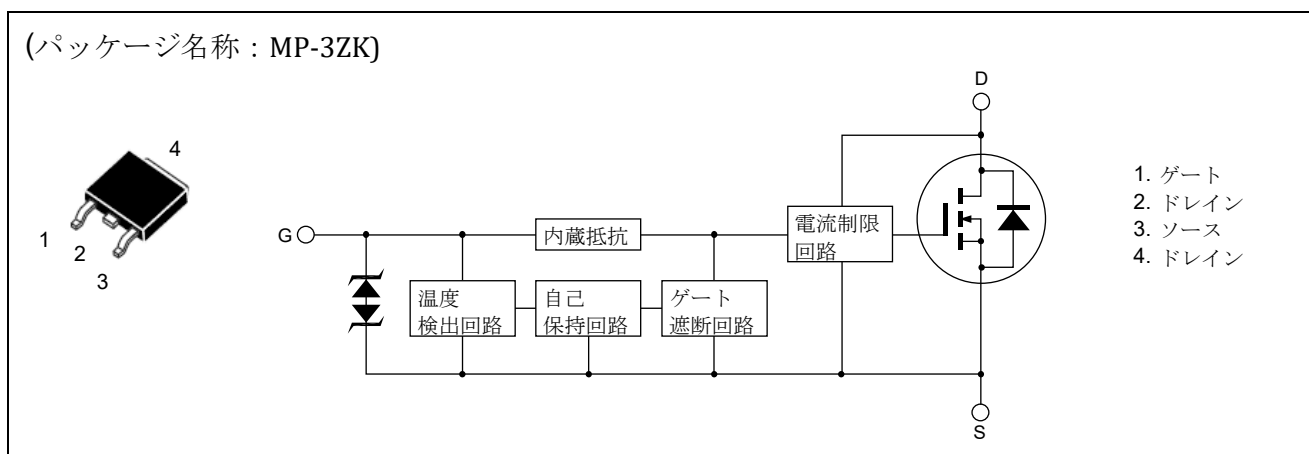 (パッケージ名称：MP-3ZK)
4
1
2
3
G
内蔵抵抗
温度
検出回路
自己
保持回路
ゲート
遮断回路
電流制限
回路
D
S
1. ゲート
2. ドレイン
3. ソース
4. ドレイン